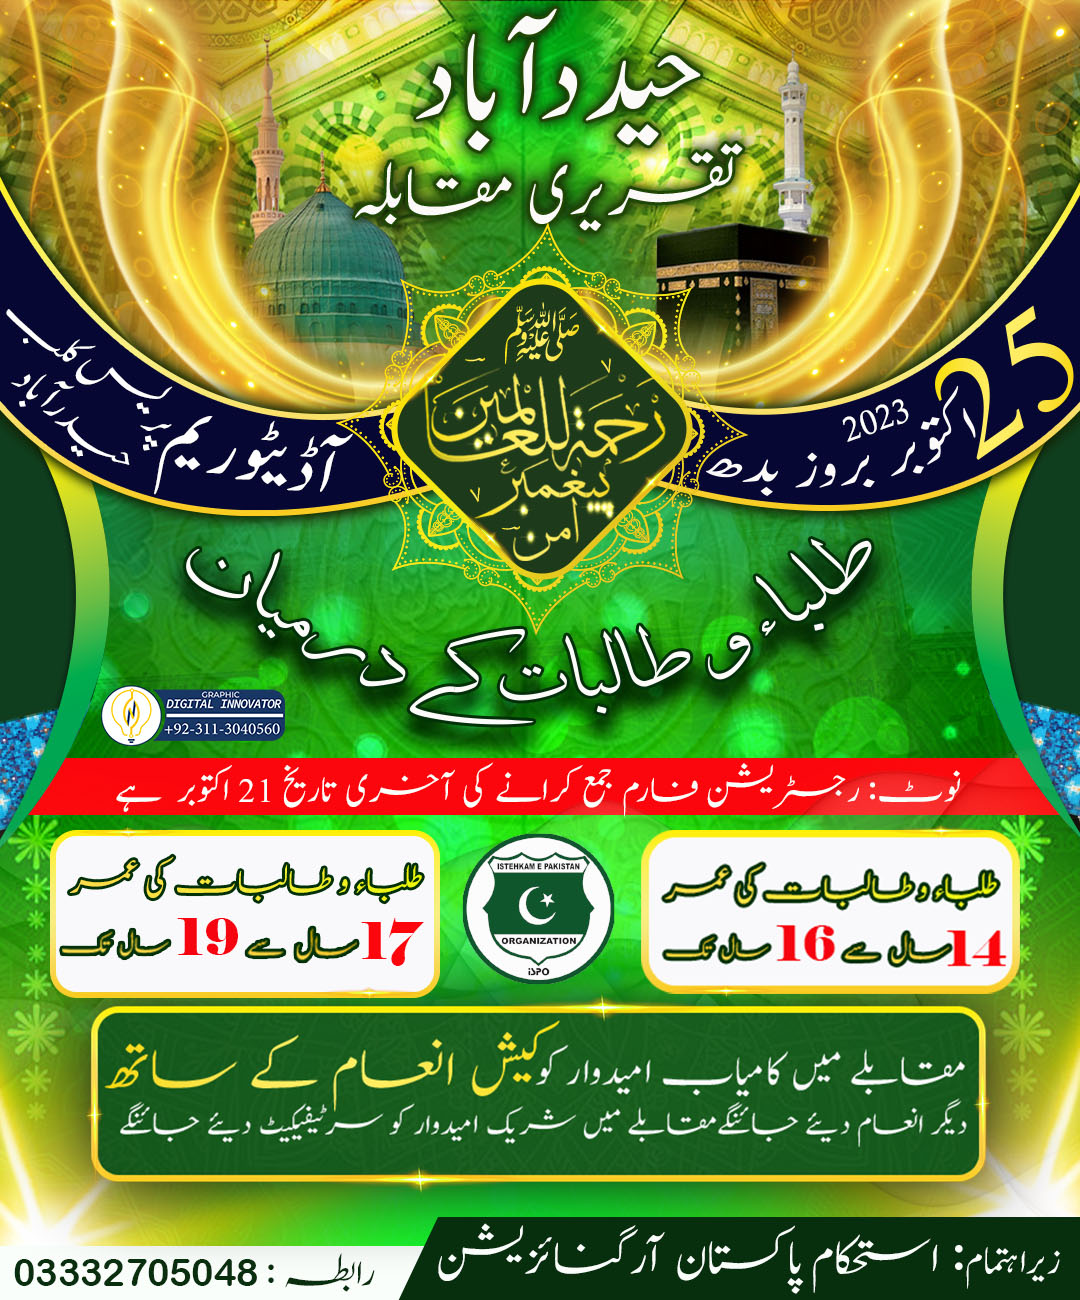 حیدرآباد
تقریری مقابلہ
صلی اللہ علیہ وسلم
رحمۃ للعالمین
پیغمبر
امن
25 اکتوبر بروز بدھ
2023
آڈیٹوریم پریس کلب
حیدرآباد
طلباء و طالبات کے درمیان
GRAPHIC
DIGITAL INNOVATOR
+92-311-3040560
نوٹ: رجسٹریشن فارم جمع کرانے کی آخری تاریخ 21 اکتوبر ہے
طلباء و طالبات کی عمر
14 سال سے 16 سال تک
ISTEHKAM E PAKISTAN
ORGANIZATION
iSPO
طلباء و طالبات کی عمر
17 سال سے 19 سال تک
مقابلے میں کامیاب امیدوار کو کیش انعام کے ساتھ
دیگر انعام دیئے جائنگے مقابلے میں شریک امیدوار کو سرٹیفیکیٹ دیئے جائنگے
زیراہتمام: استحکام پاکستان آرگنائزیشن
رابطہ : 03332705048